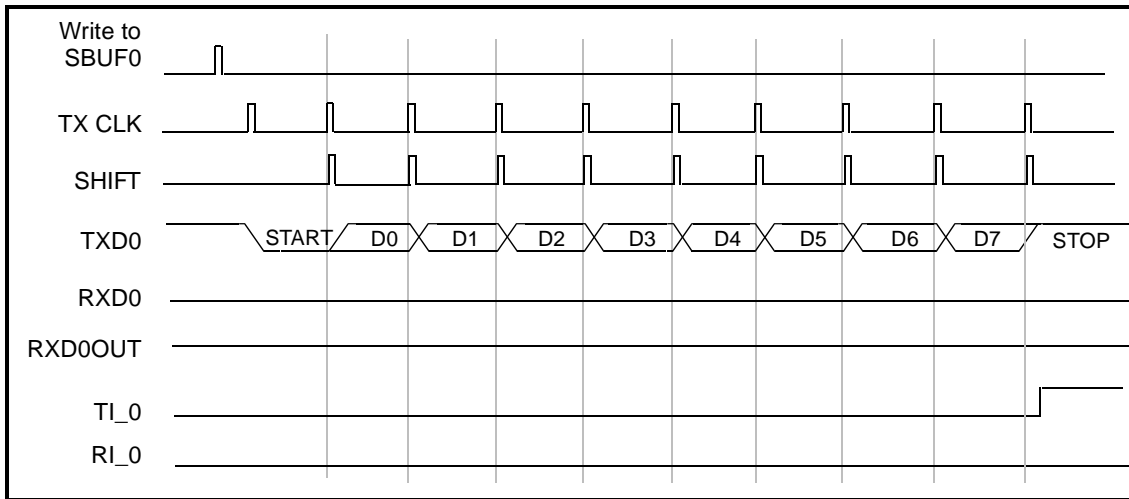 Write to
SBUF0
TX CLK
SHIFT
TXD0 START D0 D1 D2 D3 D4 D5 D6 D7 STOP
RXD0
RXD0OUT
TI_0
RI_0